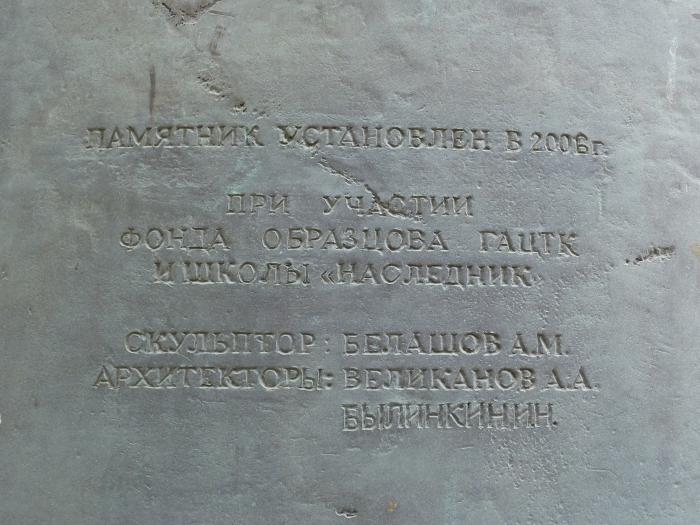 ПАМЯТНИК УСТАНОВЛЕН В 2006г.
ПРИ УЧАСТИИ
ФОНДА ОБРАЗЦОВА ГАЦТК
И ШКОЛЫ «НАСЛЕДНИК»
СКУЛЬПТОР: БЕЛАШОВ А.М.
АРХИТЕКТОРЫ: ВЕЛИКАНОВ А.А.
БЫЛИНКИН И.Н.